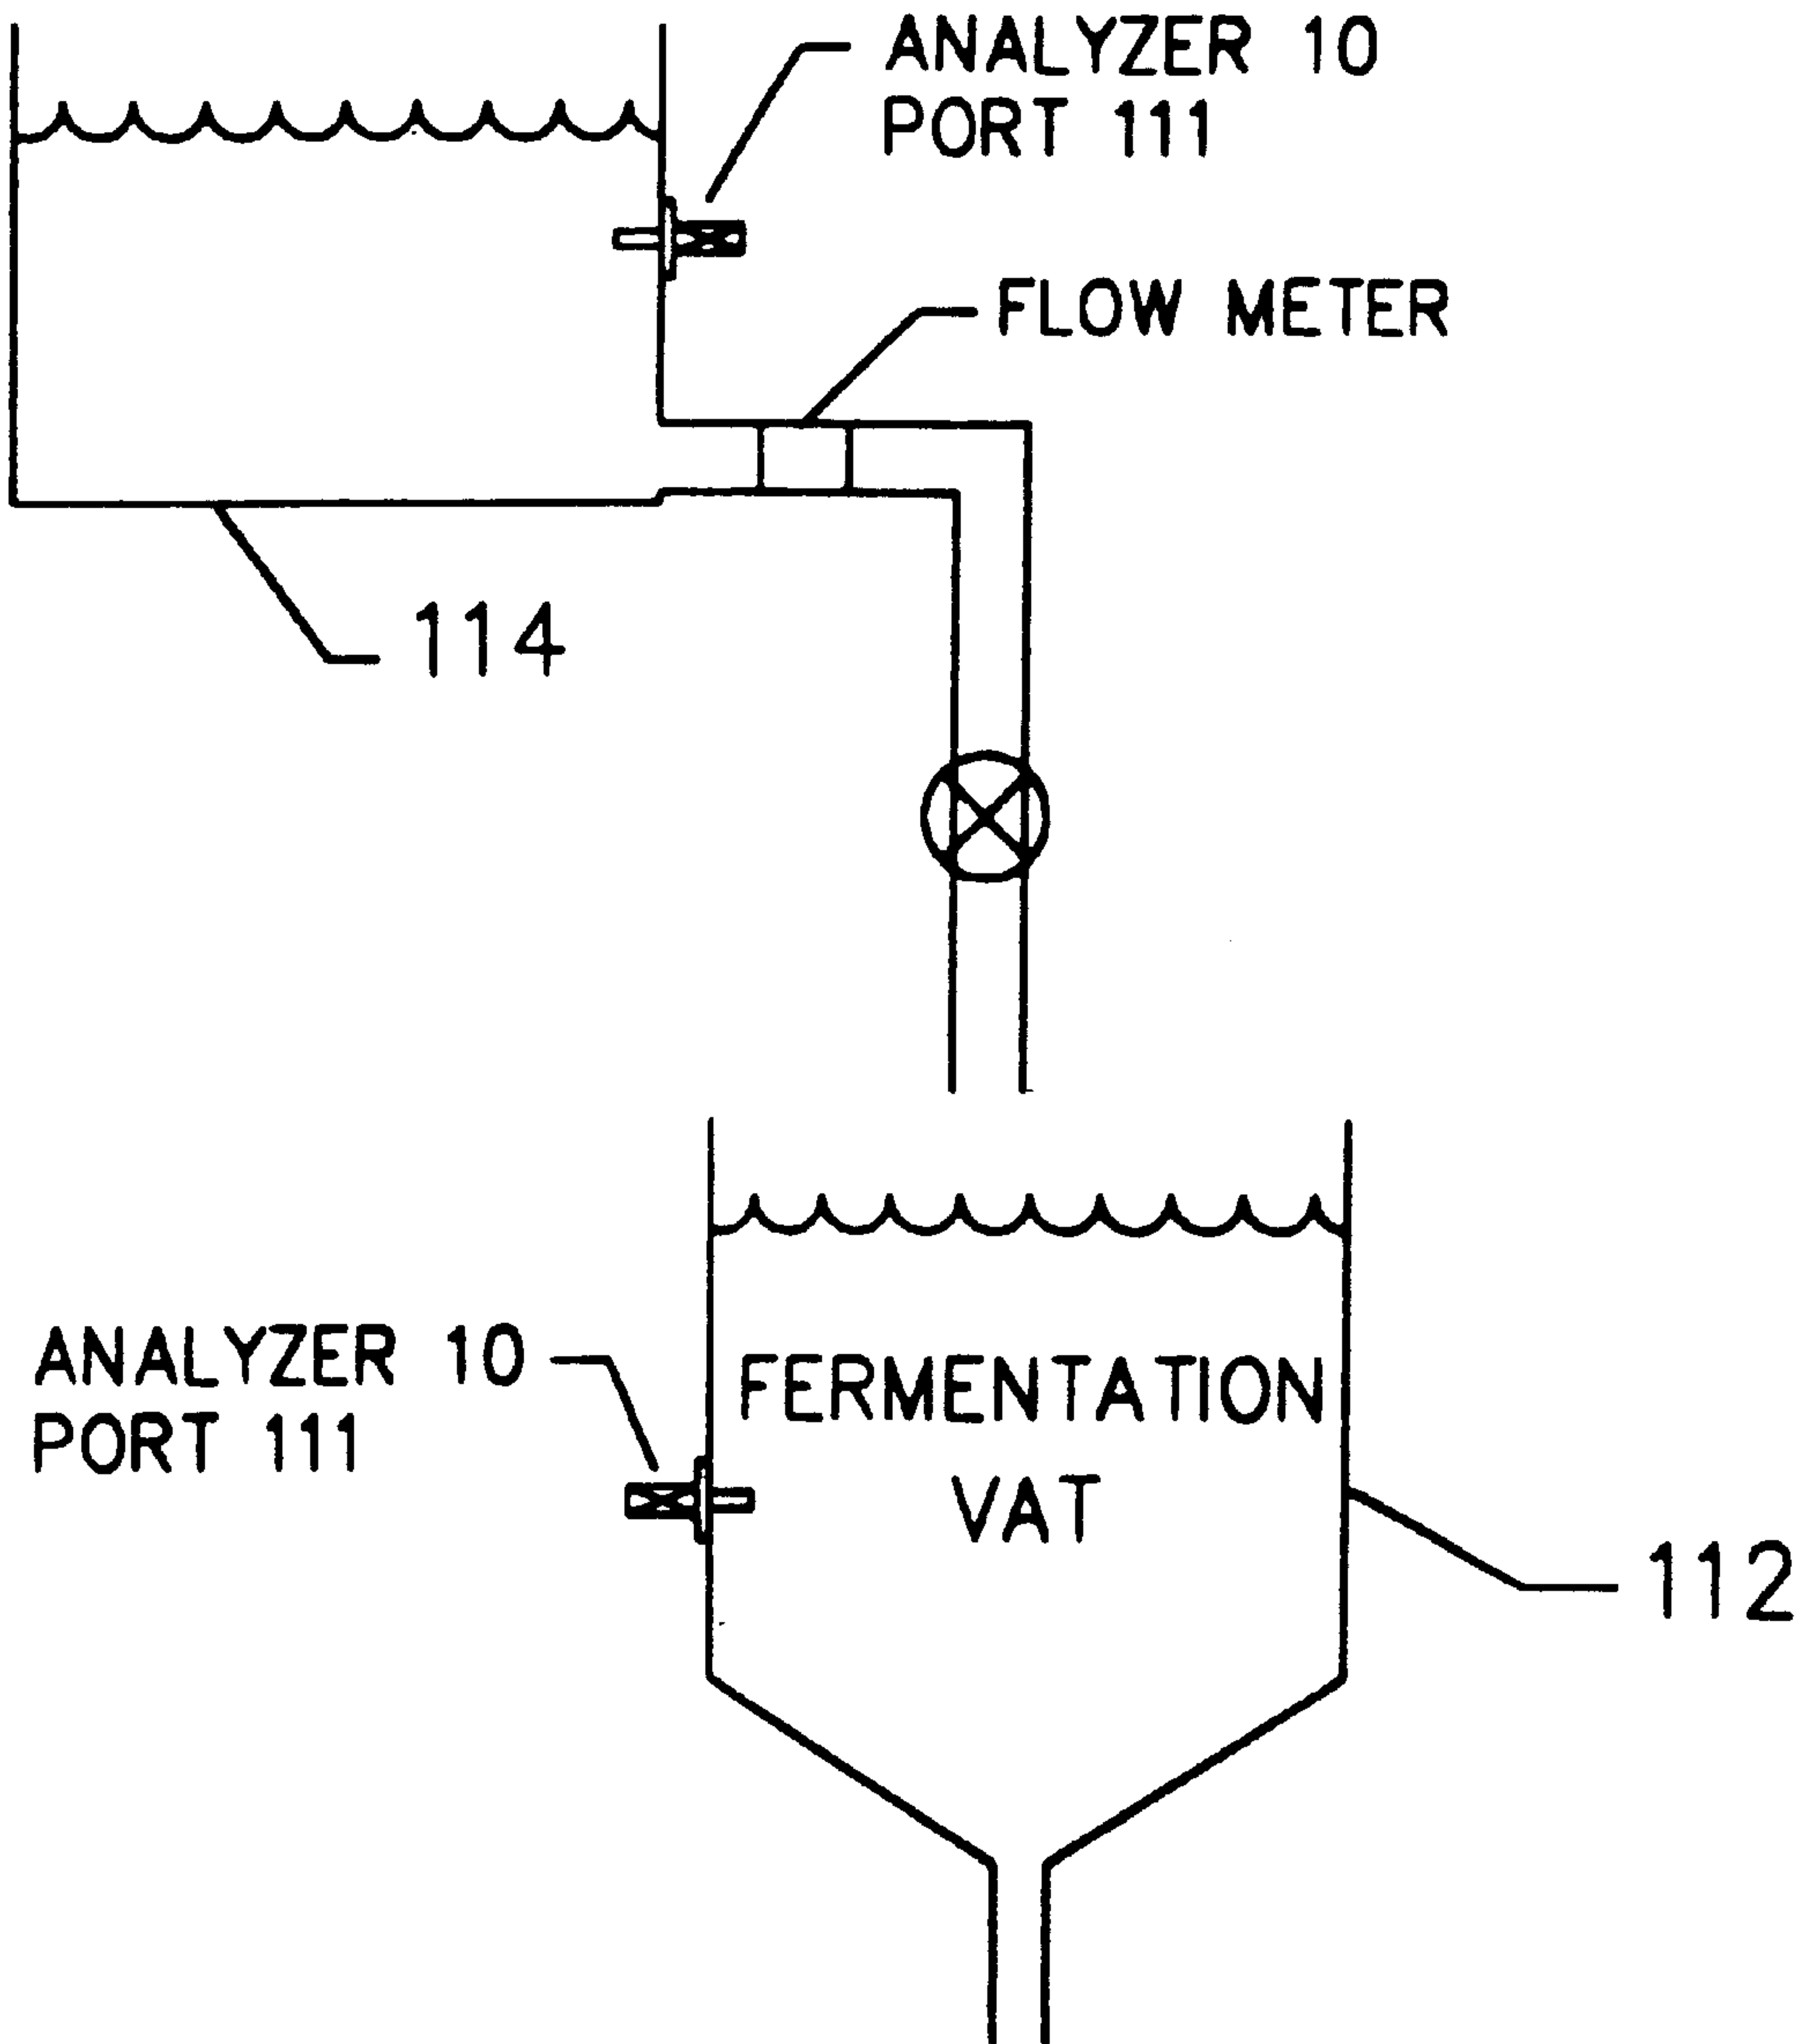 ANALYZER 10
PORT 111
FLOW METER
114
ANALYZER 10
PORT 111
FERMENTATION
VAT
112